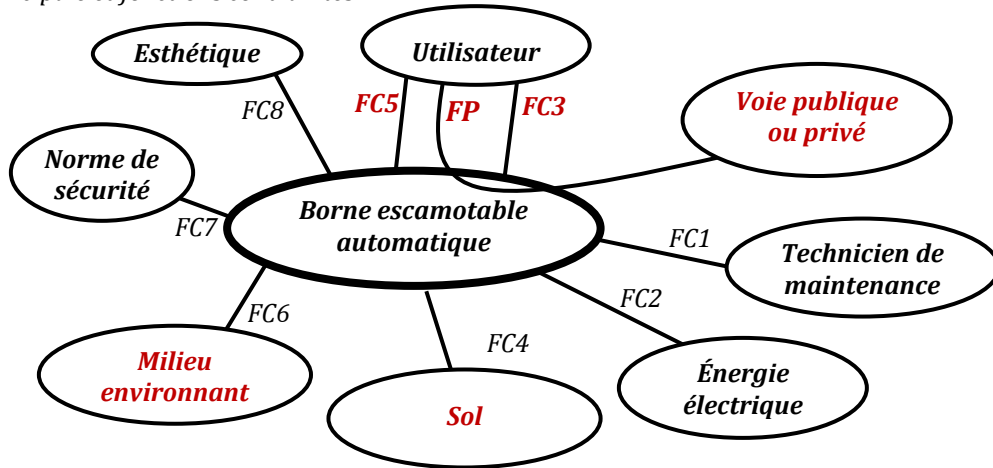 Esthétique
Utilisateur
FC8
FC5
FP
FC3
Voie publique
ou privé
Norme de
sécurité
FC7
Borne escamotable
automatique
FC1
Technicien de
maintenance
FC6
FC2
FC4
Milieu
environnant
Sol
Énergie
électrique